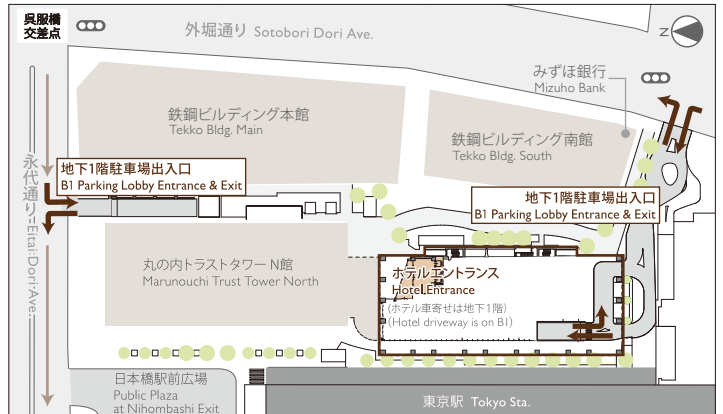 呉服橋
交差点
外堀通り Sotobori Dori Ave.
N
みずほ銀行
Mizuho Bank
鉄鋼ビルディング本館
Tekko Bldg. Main
鉄鋼ビルディング南館
Tekko Bldg. South
永代通り Eitai Dori Ave.
地下1階駐車場出入口
B1 Parking Lobby Entrance & Exit
地下1階駐車場出入口
B1 Parking Lobby Entrance & Exit
丸の内トラストタワー N館
Marunouchi Trust Tower North
ホテルエントランス
Hotel Entrance
(ホテル車寄せは地下1階)
(Hotel driveway is on B1)
日本橋駅前広場
Public Plaza
at Nihombashi Exit
東京駅 Tokyo Sta.